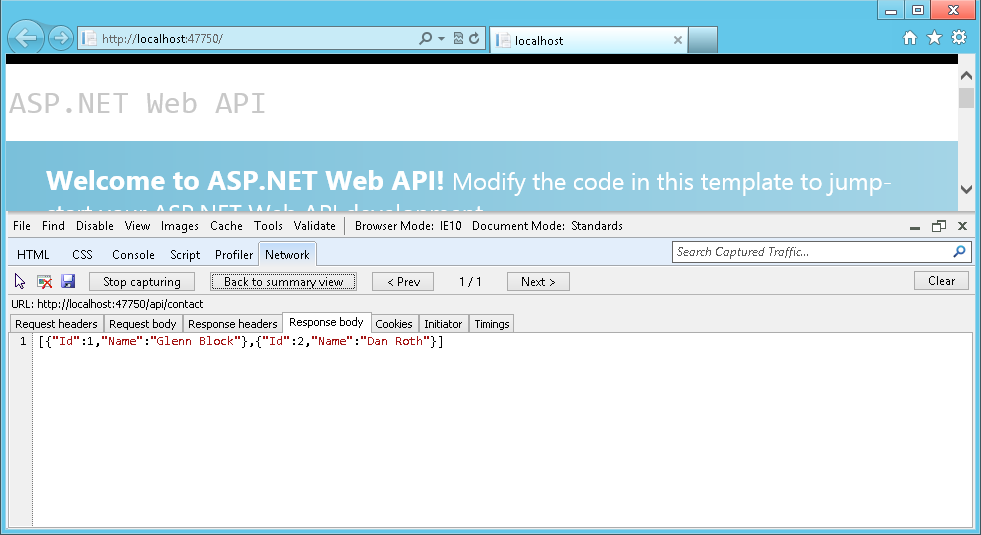 http://localhost:47750/
localhost
ASP.NET Web API
Welcome to ASP.NET Web API! Modify the code in this template to jump-
start your ASP.NET Web API development
File Find Disable View Images Cache Tools Validate Browser Mode: IE10 Document Mode: Standards
HTML CSS Console Script Profiler Network Search Captured Traffic...
Stop capturing Back to summary view < Prev 1 / 1 Next > Clear
URL: http://localhost:47750/api/contact
Request headers Request body Response headers Response body Cookies Initiator Timings
1 [{"Id":1,"Name":"Glenn Block"},{"Id":2,"Name":"Dan Roth"}]